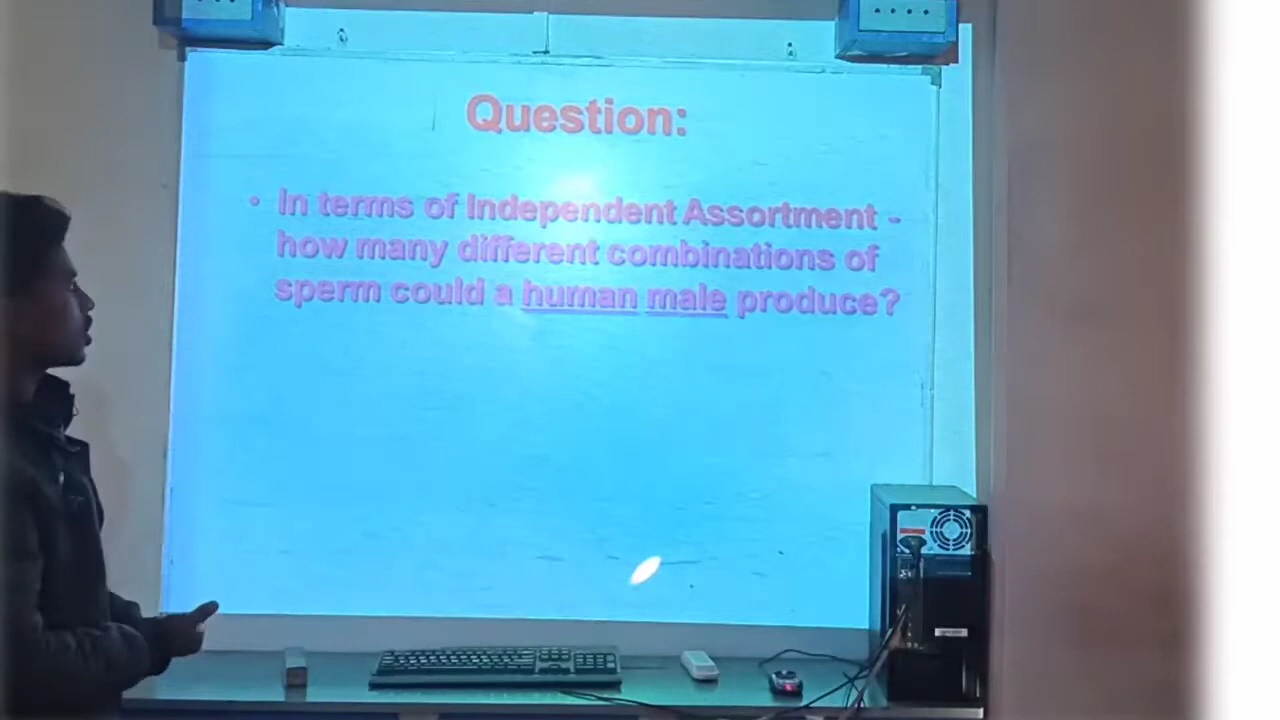 Question:
• In terms of Independent Assortment -
how many different combinations of
sperm could a human male produce?